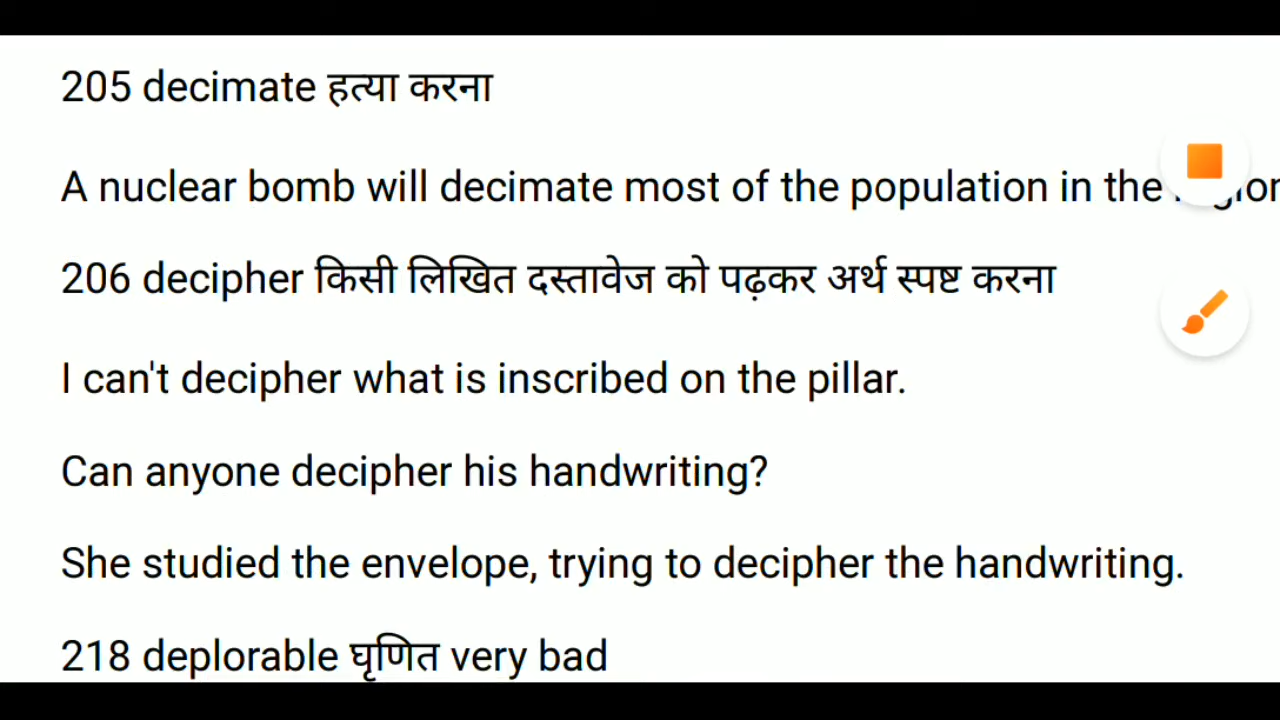 205 decimate हत्या करना
A nuclear bomb will decimate most of the population in the
206 decipher किसी लिखित दस्तावेज को पढ़कर अर्थ स्पष्ट करना
I can't decipher what is inscribed on the pillar.
Can anyone decipher his handwriting?
She studied the envelope, trying to decipher the handwriting.
218 deplorable घृणित very bad